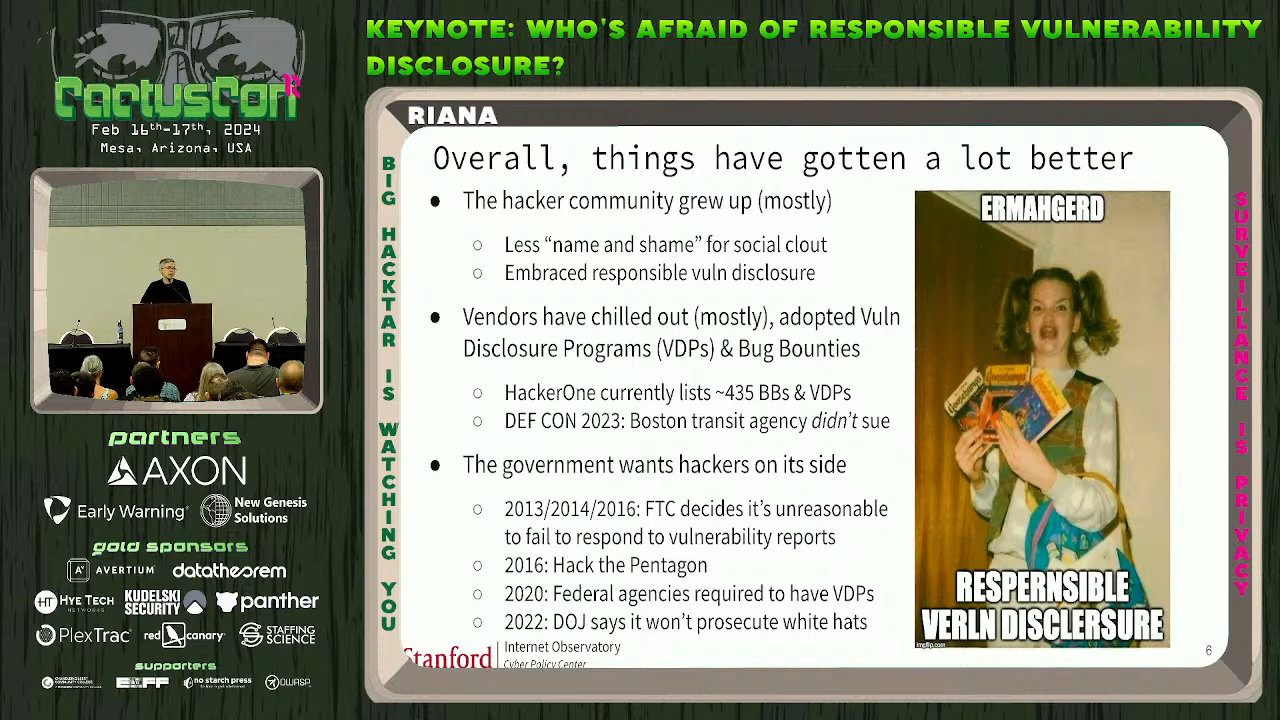 KEYNOTE: WHO'S AFRAID OF RESPONSIBLE VULNERABILITY
DISCLOSURE?
CactusCon
Feb 16th-17th, 2024
Mesa, Arizona, USA
partners
AXON
Early Warning
New Genesis
Solutions
gold sponsors
AVERTIUM
datatheorem
HYE TECH
NETWORKS
KUDELSKI
SECURITY
panther
PlexTrac
red canary
STAFFING
SCIENCE
supporters
EFF
no starch press
OWASP
RIANA
BIG HACKTAR IS WATCHING YOU
Overall, things have gotten a lot better
● The hacker community grew up (mostly)
○ Less “name and shame” for social clout
○ Embraced responsible vuln disclosure
● Vendors have chilled out (mostly), adopted Vuln
Disclosure Programs (VDPs) & Bug Bounties
○ HackerOne currently lists ~435 BBs & VDPs
○ DEF CON 2023: Boston transit agency didn’t sue
● The government wants hackers on its side
○ 2013/2014/2016: FTC decides it’s unreasonable
to fail to respond to vulnerability reports
○ 2016: Hack the Pentagon
○ 2020: Federal agencies required to have VDPs
○ 2022: DOJ says it won’t prosecute white hats
Stanford
Internet Observatory
Cyber Policy Center
ERMAHGERD
Goosebumps
RESPERNSIBLE
VERLN DISCLERSURE
imgflip.com
6
SURVEILLANCE IS PRIVACY